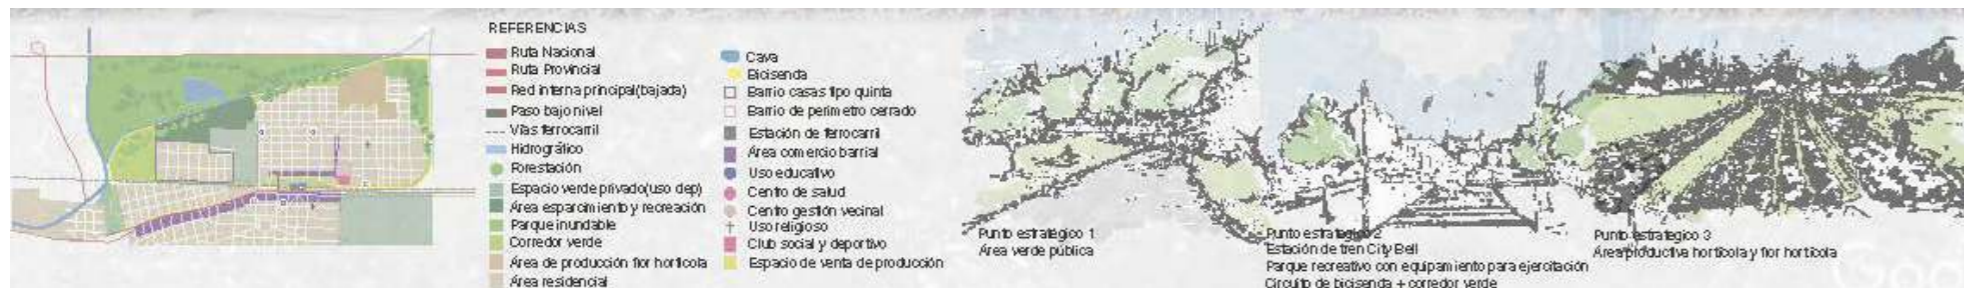 REFERENCIAS
Ruta Nacional
Ruta Provincial
Red interna principal(bajada)
Paso bajo nivel
Vías ferrocarril
Hidrográfico
Forestación
Espacio verde privado(uso dep)
Área esparcimiento y recreación
Parque inundable
Corredor verde
Área de producción flor hortícola
Área residencial
Cava
Bicisenda
Barrio casas tipo quinta
Barrio de perímetro cerrado
Estación de ferrocarril
Área comercio barrial
Uso educativo
Centro de salud
Centro gestión vecinal
Uso religioso
Club social y deportivo
Espacio de venta de producción
Punto estratégico 1
Área verde pública
Punto estrategico 2
Estación de tren City Bell
Parque recreativo con equipamiento para ejercitación
Circuito de bicisenda + corredor verde
Punto estrategico 3
Área productiva hortícola y flor hortícola